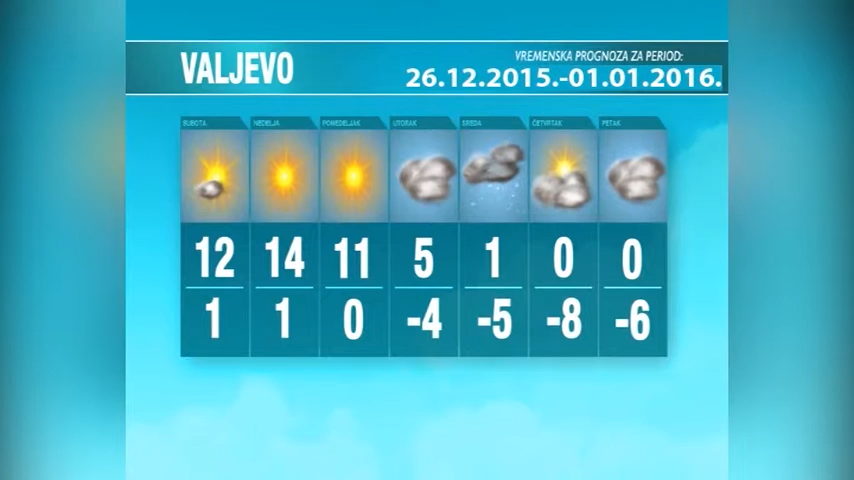 VALJEVO
VREMENSKA PROGNOZA ZA PERIOD:
26.12.2015.-01.01.2016.
SUBOTA NEDELJA PONEDELJAK UTORAK SREDA ČETVRTAK PETAK
12 14 11 5 1 0 0
1 1 0 -4 -5 -8 -6